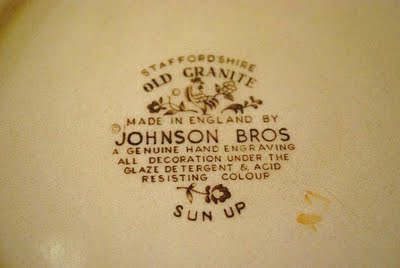 STAFFORDSHIRE
OLD GRANITE
MADE IN ENGLAND BY
©JOHNSON BROS
A GENUINE HAND ENGRAVING
ALL DECORATION UNDER THE
GLAZE DETERGENT & ACID
RESISTING COLOUR
SUN UP